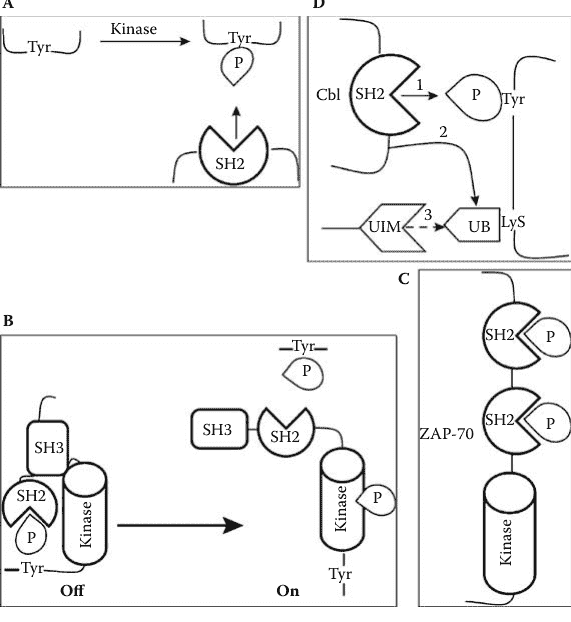 A
Kinase
Tyr
Tyr
P
SH2
D
Cbl
SH2
1
P
Tyr
2
3
UIM
UB
LyS
B
Tyr
P
SH3
SH2
SH3
SH2
P
Kinase
Kinase
P
Tyr
Tyr
Off
On
C
SH2
P
SH2
P
ZAP-70
Kinase